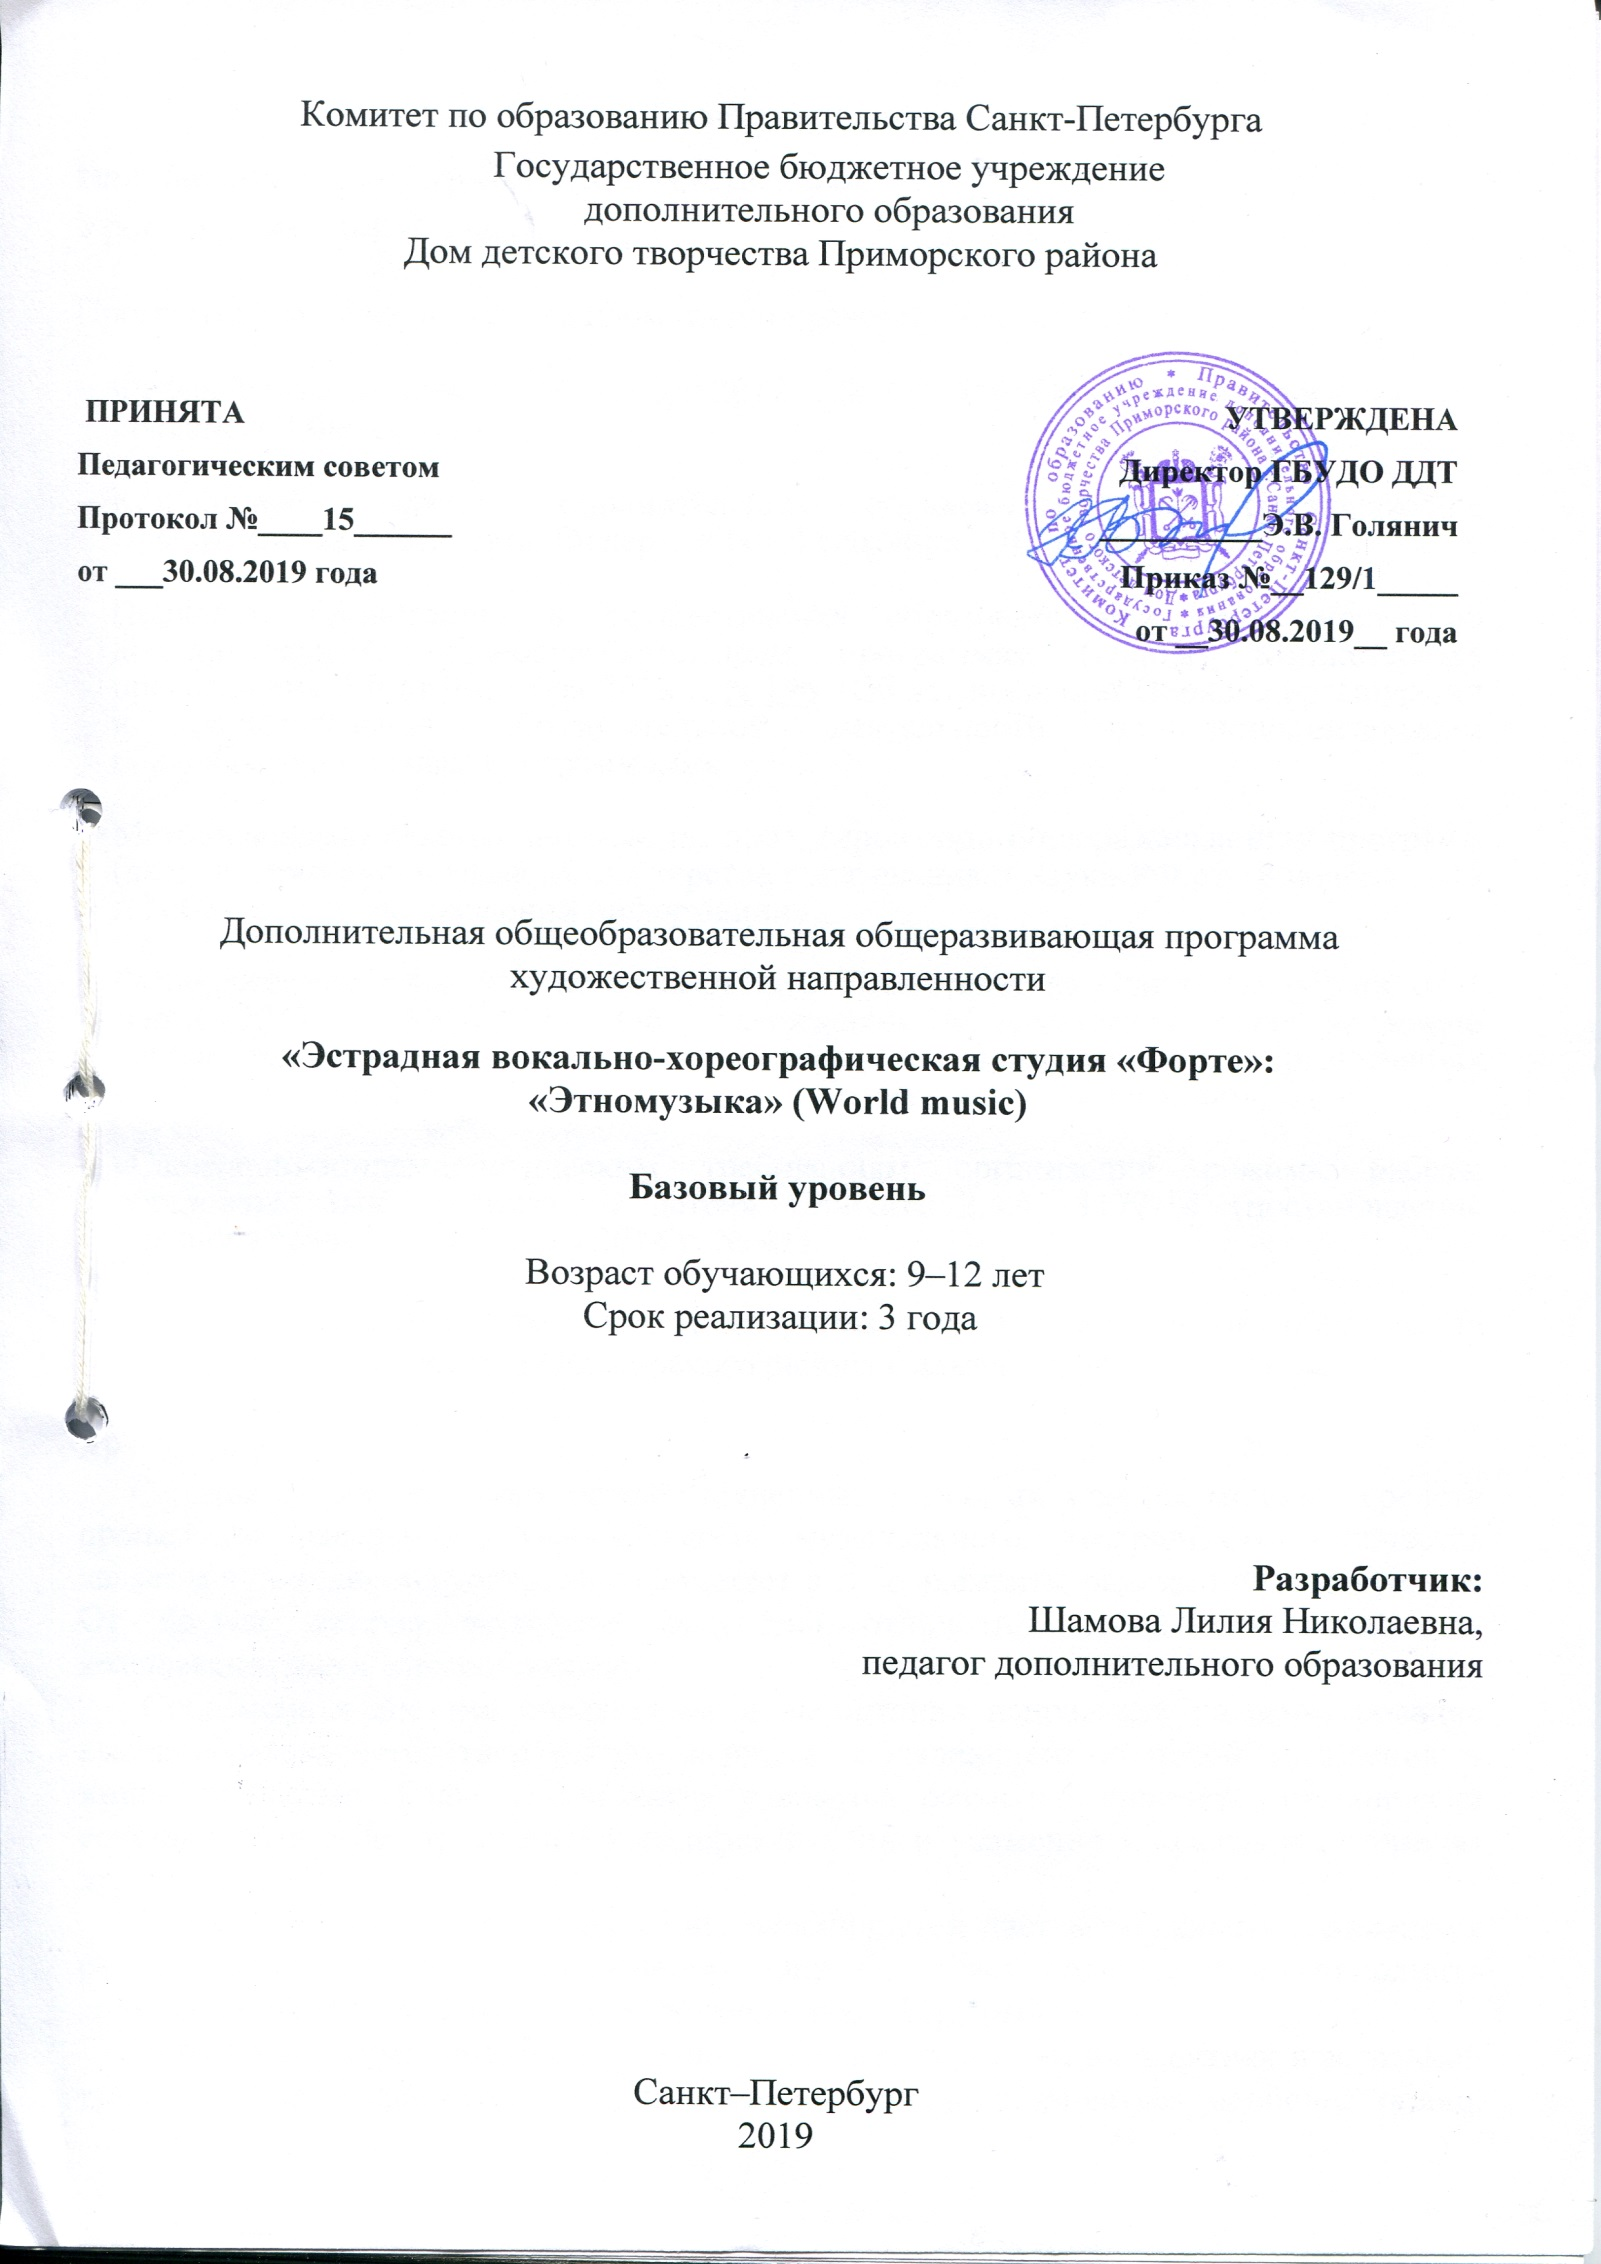 Комитет по образованию Правительства Санкт-Петербурга
Государственное бюджетное учреждение
дополнительного образования
Дом детского творчества Приморского района
ПРИНЯТА
Педагогическим советом
Протокол №____15______
от ___30.08.2019 года
УТВЕРЖДЕНА
Директор ГБУДО ДДТ
__________Э.В. Голянич
Приказ №__129/1_____
от __30.08.2019__ года
Дополнительная общеобразовательная общеразвивающая программа
художественной направленности
«Эстрадная вокально-хореографическая студия «Форте»:
«Этномузыка» (World music)
Базовый уровень
Возраст обучающихся: 9–12 лет
Срок реализации: 3 года
Разработчик:
Шамова Лилия Николаевна,
педагог дополнительного образования
Санкт–Петербург
2019